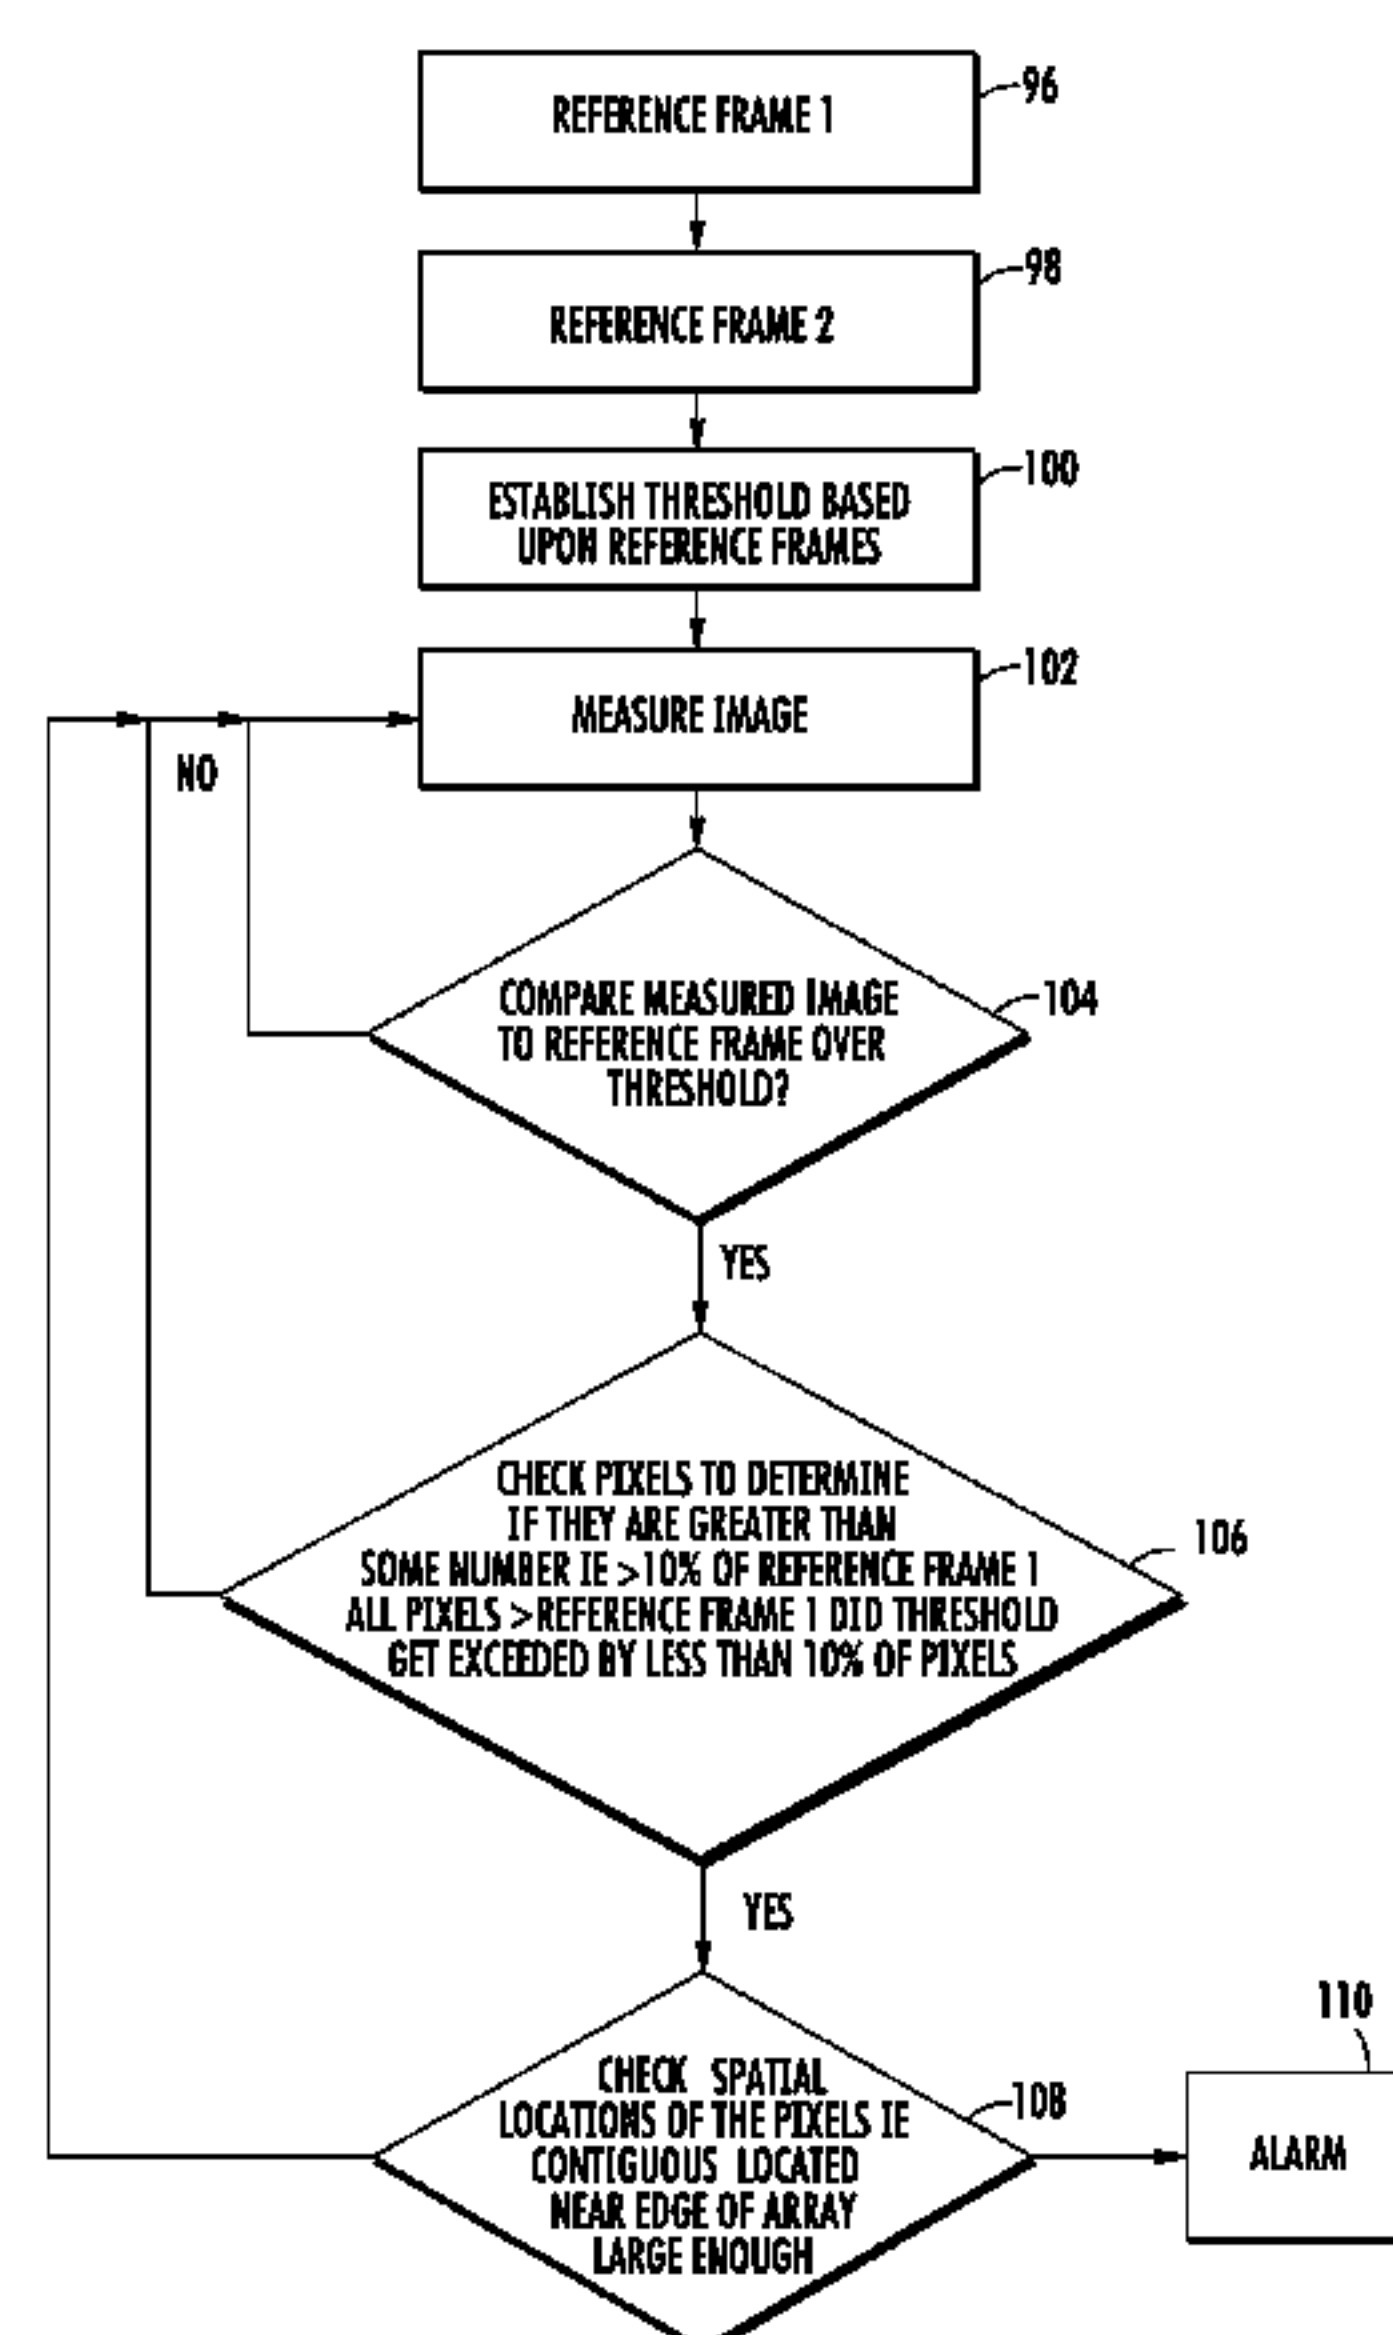 REFERENCE FRAME 1
96
REFERENCE FRAME 2
98
ESTABLISH THRESHOLD BASED
UPON REFERENCE FRAMES
100
MEASURE IMAGE
102
NO
COMPARE MEASURED IMAGE
TO REFERENCE FRAME OVER
THRESHOLD?
104
YES
CHECK PIXELS TO DETERMINE
IF THEY ARE GREATER THAN
SOME NUMBER IE >10% OF REFERENCE FRAME 1
ALL PIXELS >REFERENCE FRAME 1 DID THRESHOLD
GET EXCEEDED BY LESS THAN 10% OF PIXELS
106
YES
CHECK SPATIAL
LOCATIONS OF THE PIXELS IE
CONTIGUOUS LOCATED
NEAR EDGE OF ARRAY
LARGE ENOUGH
108
110
ALARM